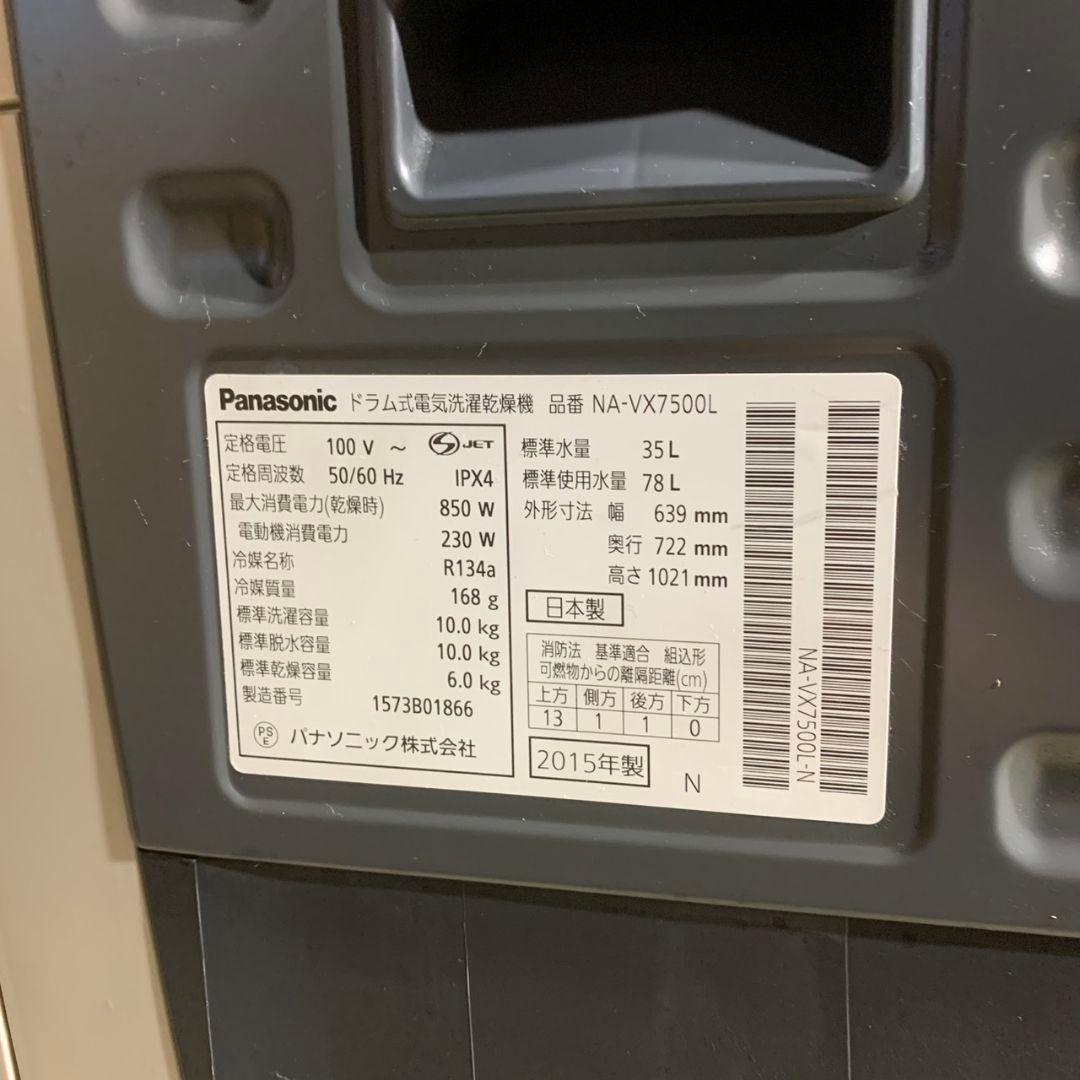 Panasonic ドラム式電気洗濯乾燥機 品番 NA-VX7500L
定格電圧 100 V ～ S JET
定格周波数 50/60 Hz IPX4
最大消費電力(乾燥時) 850 W
電動機消費電力 230 W
冷媒名称 R134a
冷媒質量 168 g
標準洗濯容量 10.0 kg
標準脱水容量 10.0 kg
標準乾燥容量 6.0 kg
製造番号 1573B01866
PSE パナソニック株式会社
標準水量 35 L
標準使用水量 78 L
外形寸法 幅 639 mm
奥行 722 mm
高さ 1021 mm
日本製
消防法 基準適合 組込形
可燃物からの離隔距離(cm)
上方 側方 後方 下方
13 1 1 0
2015年製 N
NA-VX7500L-N